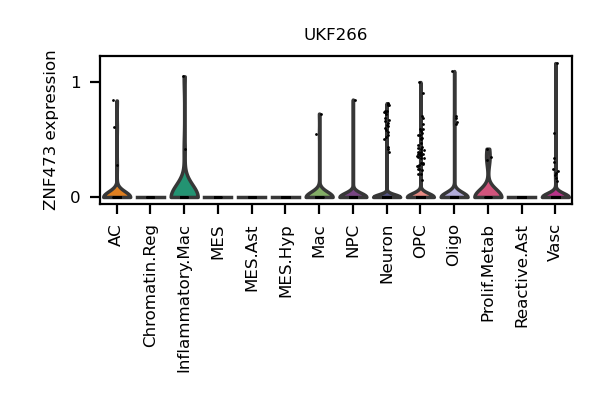 UKF266
ZNF473 expression
1
0
AC
Chromatin.Reg
Inflammatory.Mac
MES
MES.Ast
MES.Hyp
Mac
NPC
Neuron
OPC
Oligo
Prolif.Metab
Reactive.Ast
Vasc